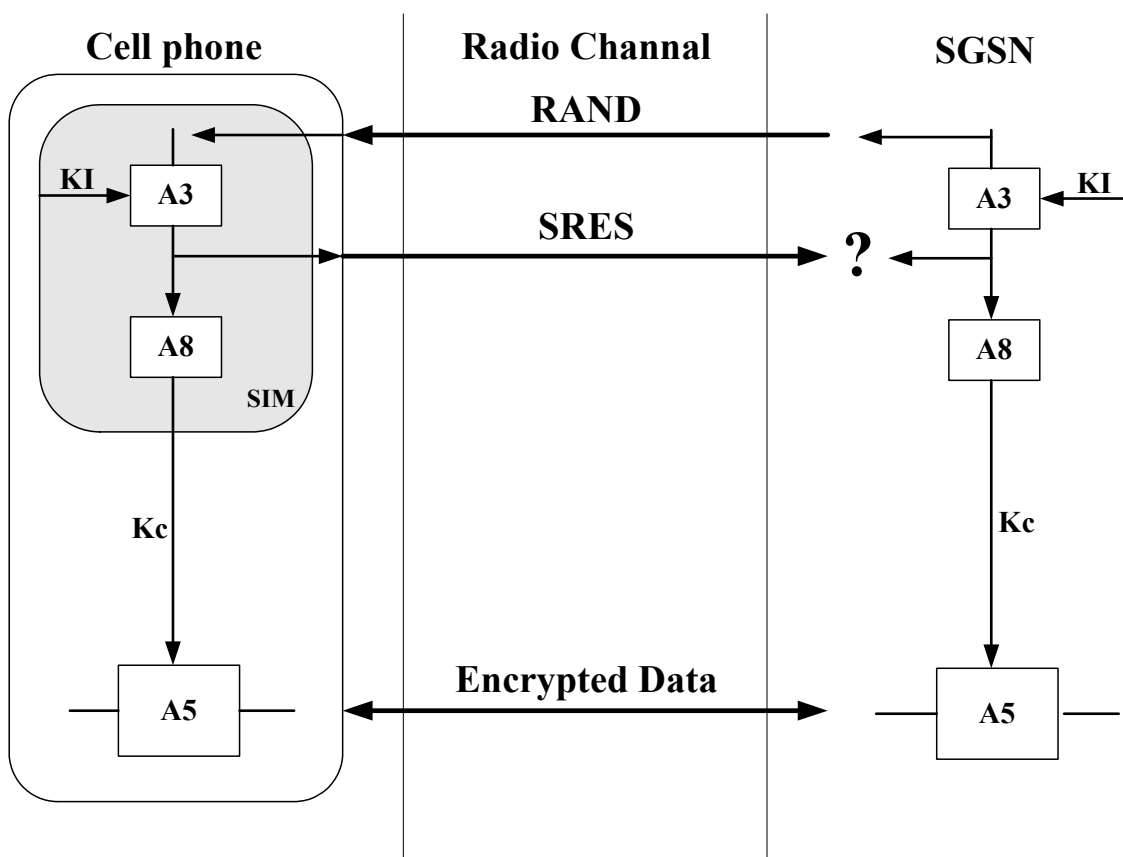 Cell phone
Radio Channal
SGSN
RAND
KI
A3
A3
KI
SRES
?
A8
A8
SIM
Kc
Kc
Encrypted Data
A5
A5